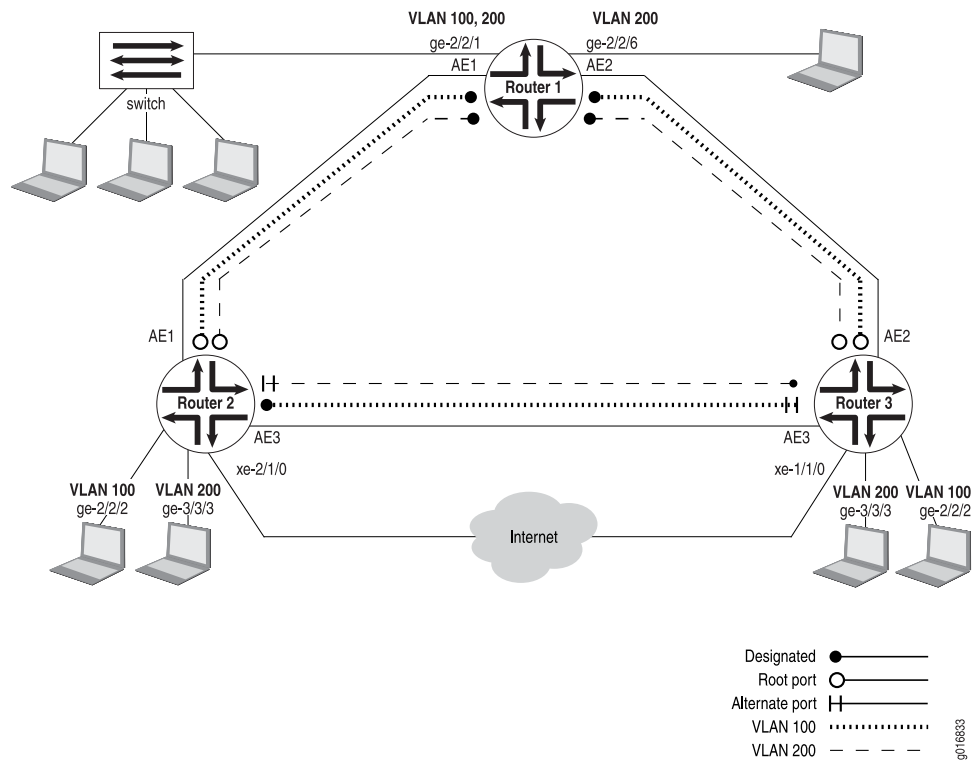 VLAN 100, 200
VLAN 200
ge-2/2/1
ge-2/2/6
AE1
AE2
Router 1
switch
AE1
AE2
Router 2
Router 3
AE3
AE3
xe-2/1/0
xe-1/1/0
VLAN 100
ge-2/2/2
VLAN 200
ge-3/3/3
VLAN 200
ge-3/3/3
VLAN 100
ge-2/2/2
Internet
Designated
Root port
Alternate port
VLAN 100
VLAN 200
g016833